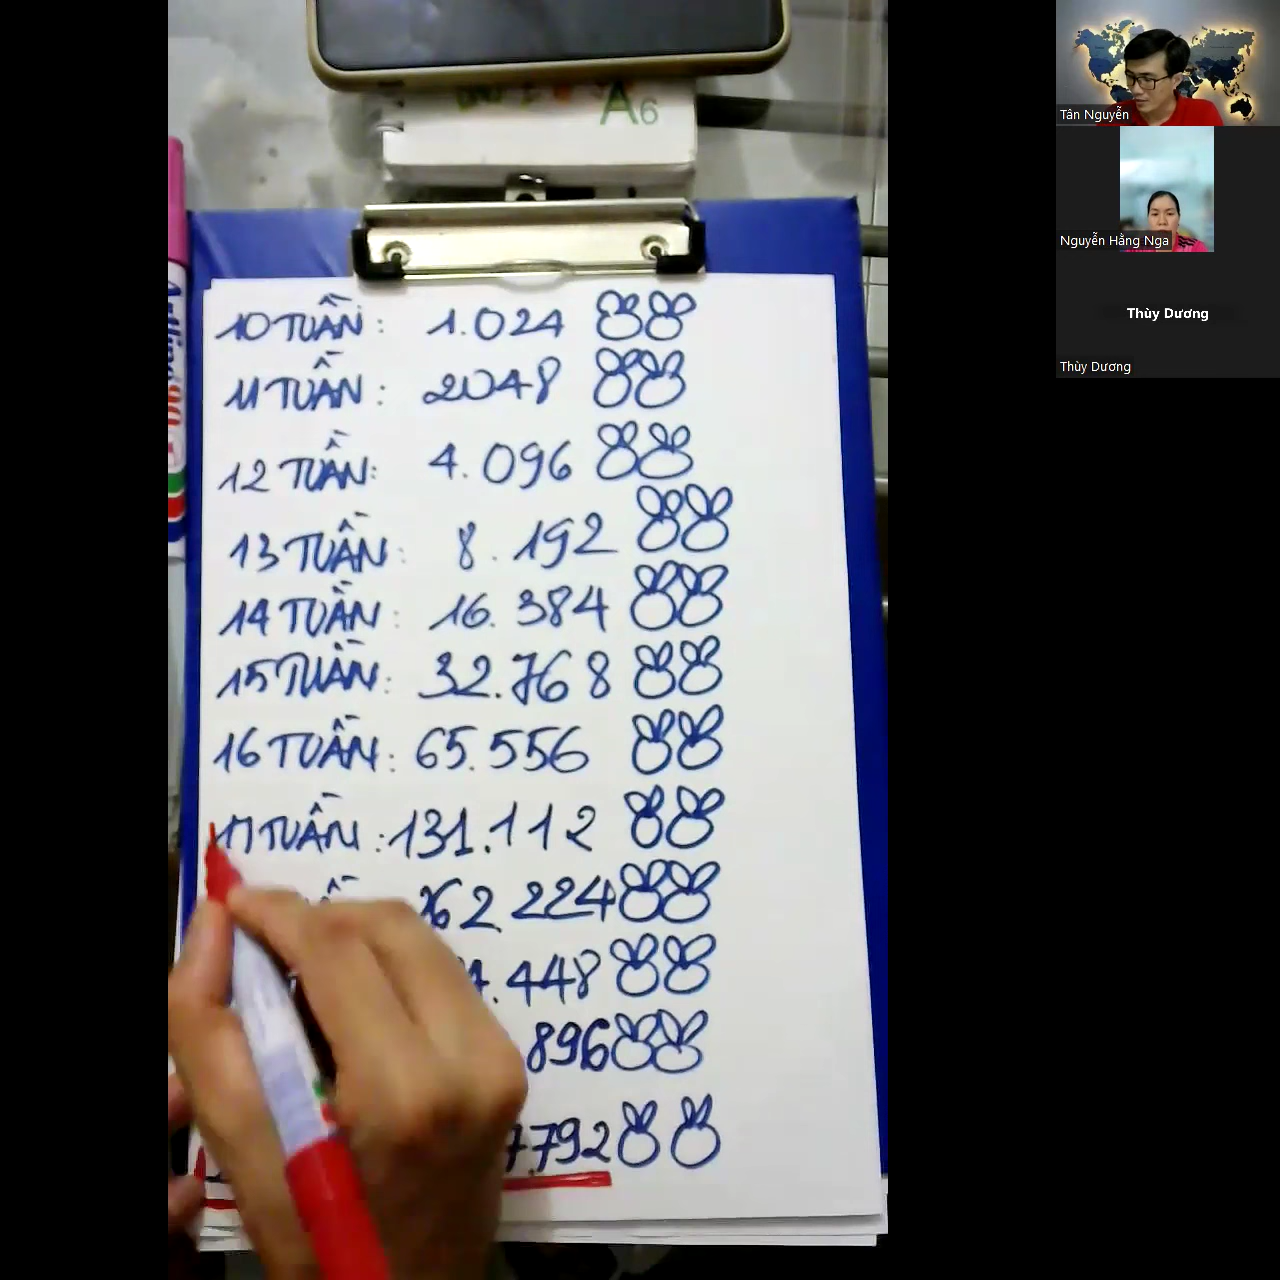 A6
10 TUẦN: 1.024
11 TUẦN: 2048
12 TUẦN: 4.096
13 TUẦN: 8.192
14 TUẦN: 16.384
15 TUẦN: 32.768
16 TUẦN: 65.556
17 TUẦN: 131.112
262.224
4.448
896
7.792
Tân Nguyễn
Nguyễn Hằng Nga
Thùy Dương
Thùy Dương